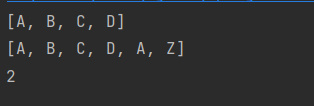 [A, B, C, D]
[A, B, C, D, A, Z]
2